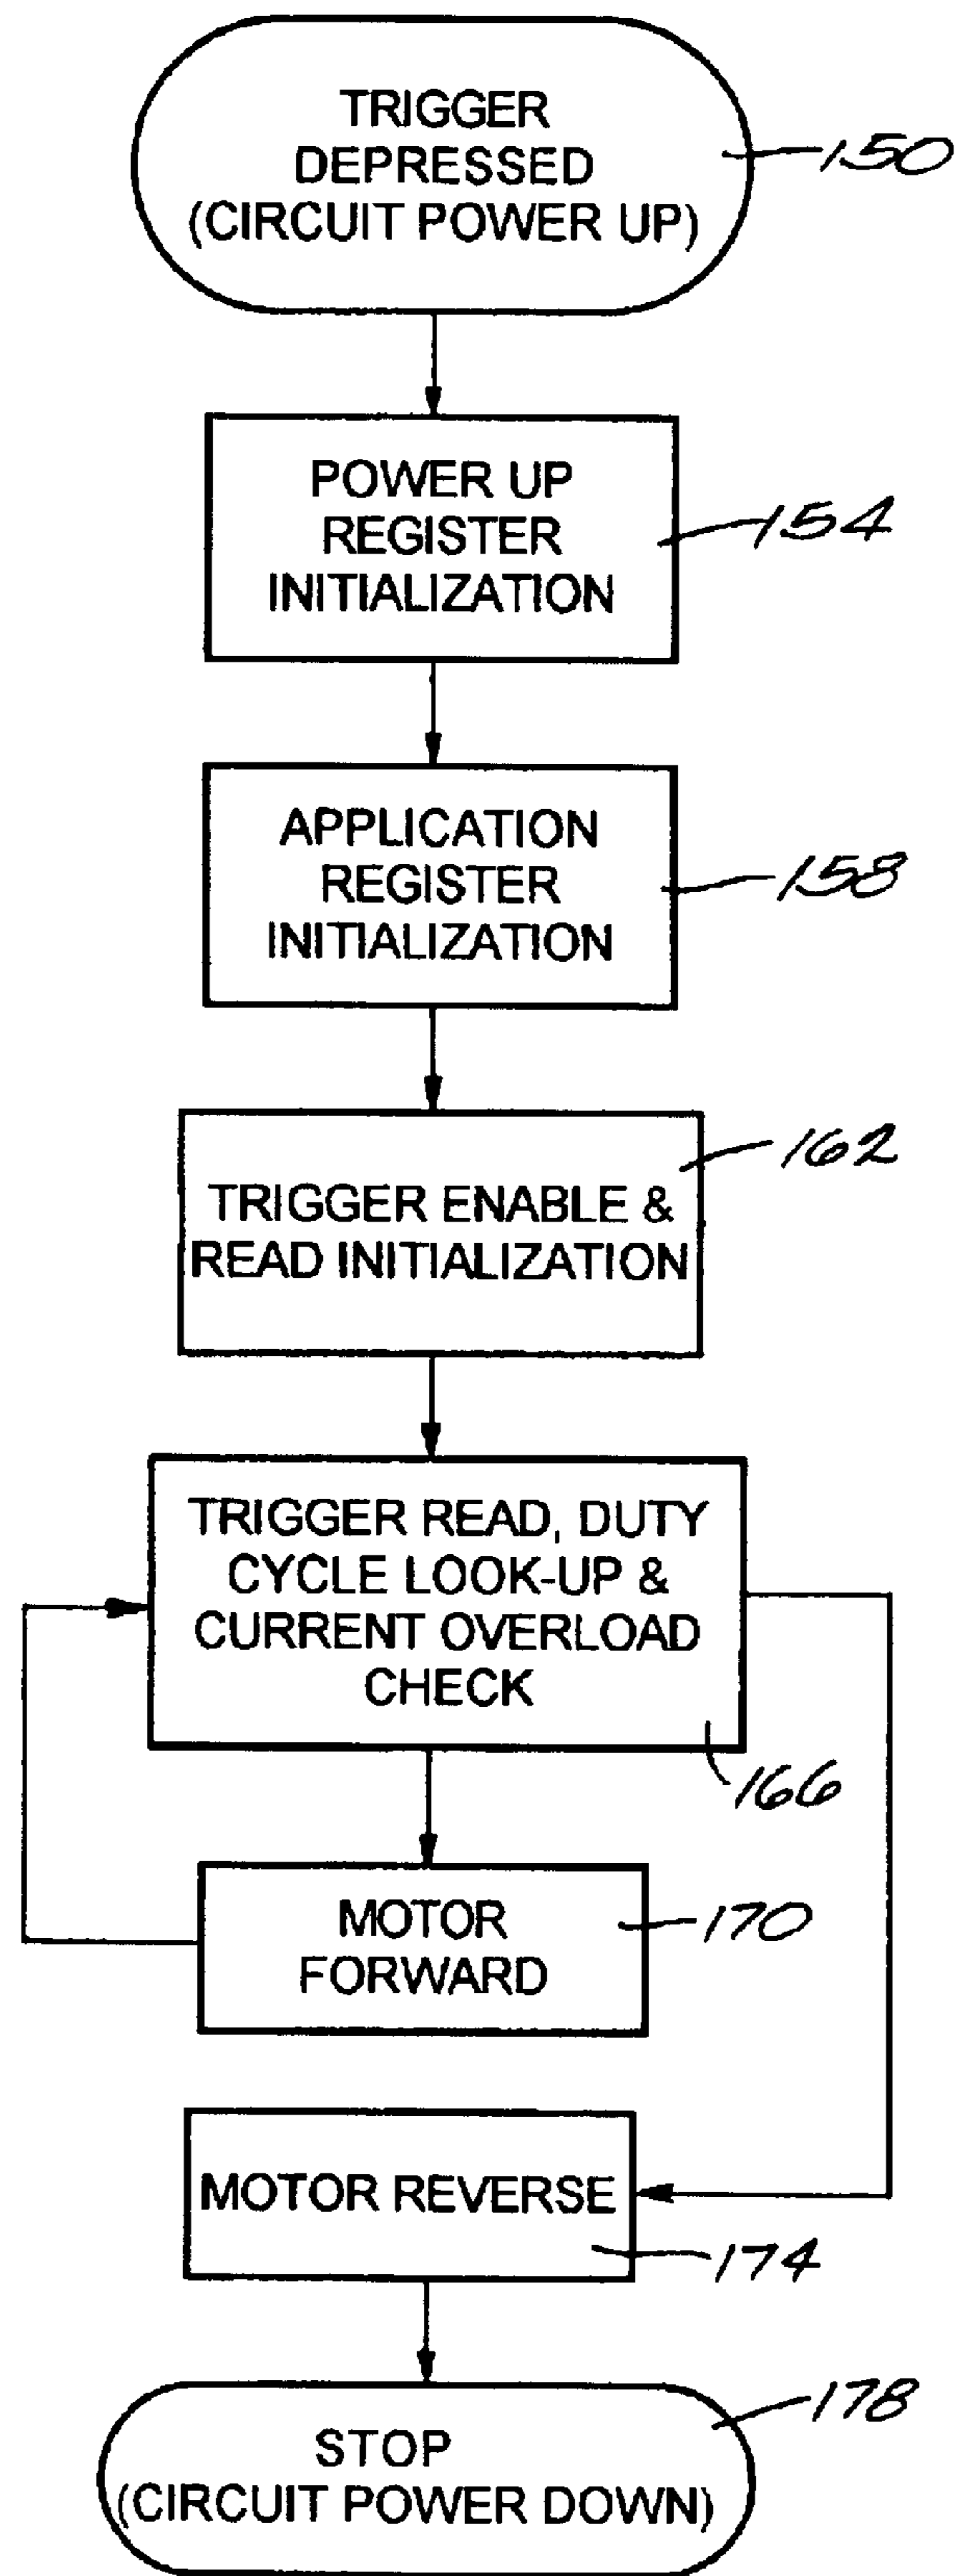 TRIGGER
DEPRESSED
(CIRCUIT POWER UP)
150
POWER UP
REGISTER
INITIALIZATION
154
APPLICATION
REGISTER
INITIALIZATION
158
162
TRIGGER ENABLE &
READ INITIALIZATION
TRIGGER READ, DUTY
CYCLE LOOK-UP &
CURRENT OVERLOAD
CHECK
166
MOTOR
FORWARD
170
MOTOR REVERSE
174
178
STOP
(CIRCUIT POWER DOWN)